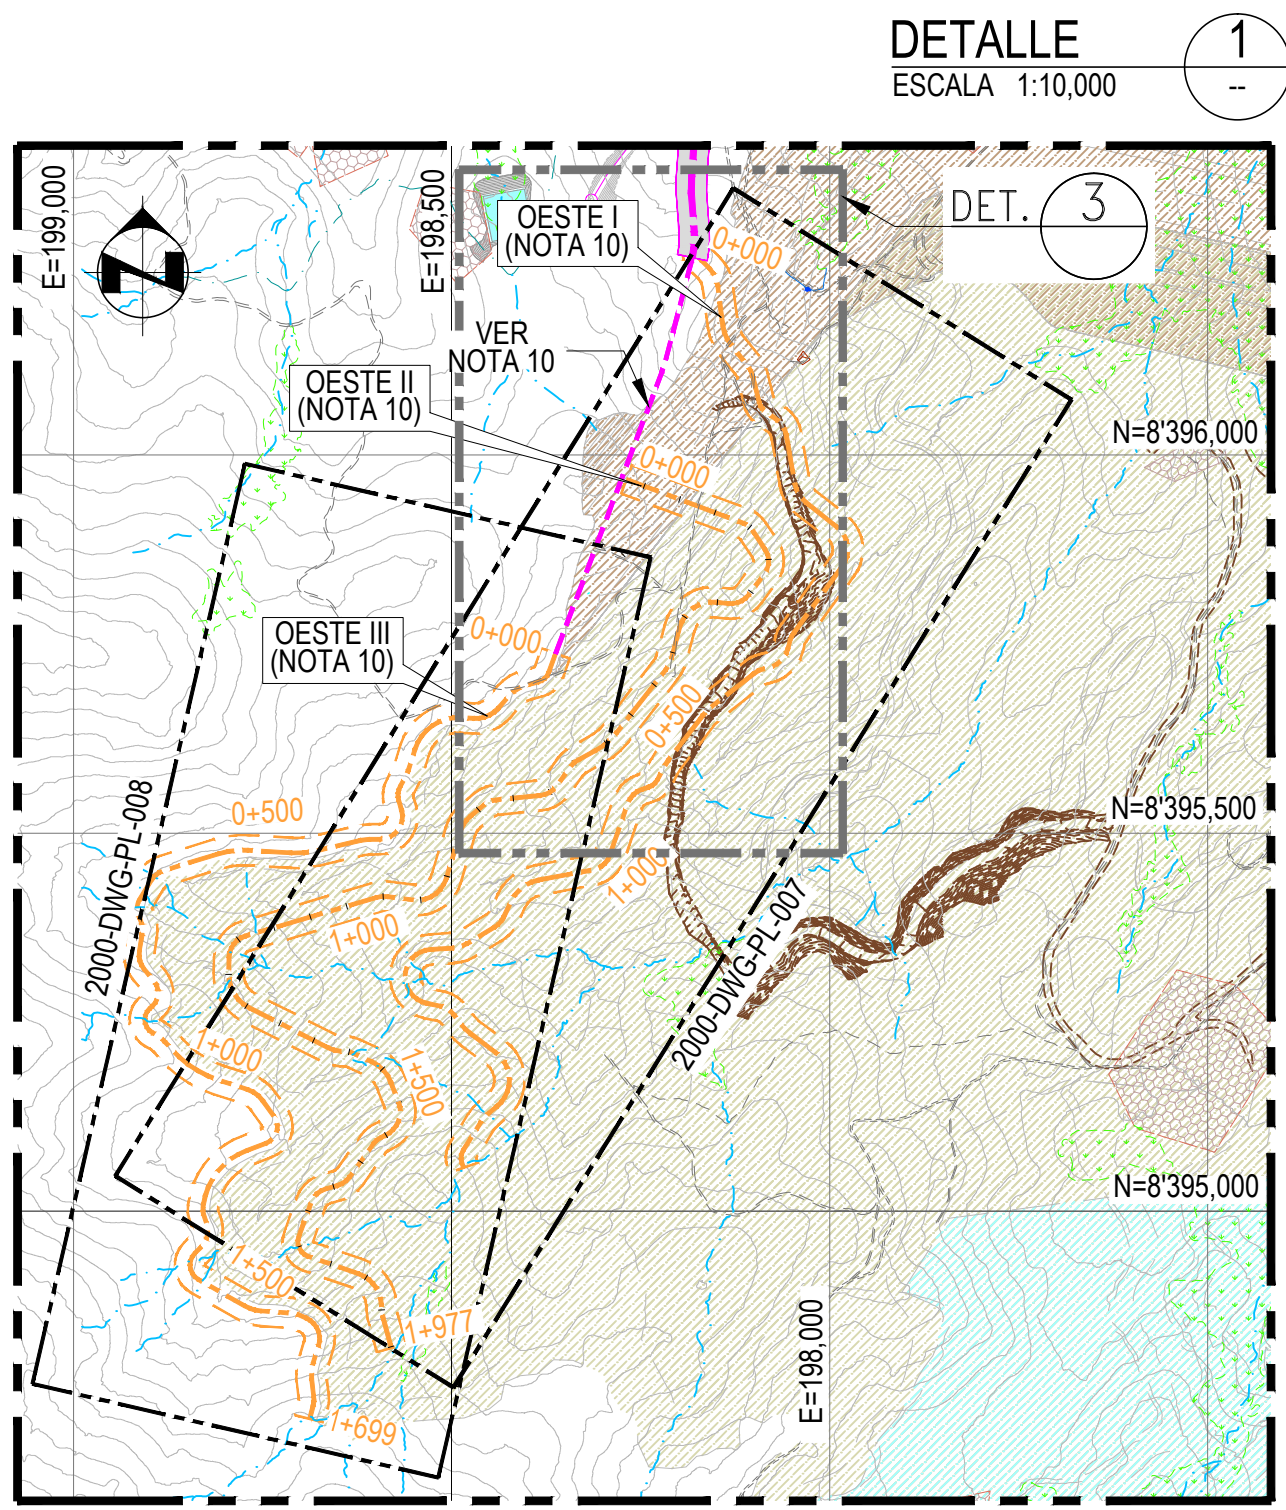 DETALLE
ESCALA 1:10,000
1
--
E=199,000
E=198,500
OESTE I
(NOTA 10)
0+000
DET.
3
N
VER
NOTA 10
OESTE II
(NOTA 10)
N=8'396,000
0+000
OESTE III
(NOTA 10)
0+000
0+500
0+500
N=8'395,500
2000-DWG-PL-008
1+000
1+000
2000-DWG-PL-007
1+000
1+500
N=8'395,000
1+500
1+977
E=198,000
1+699